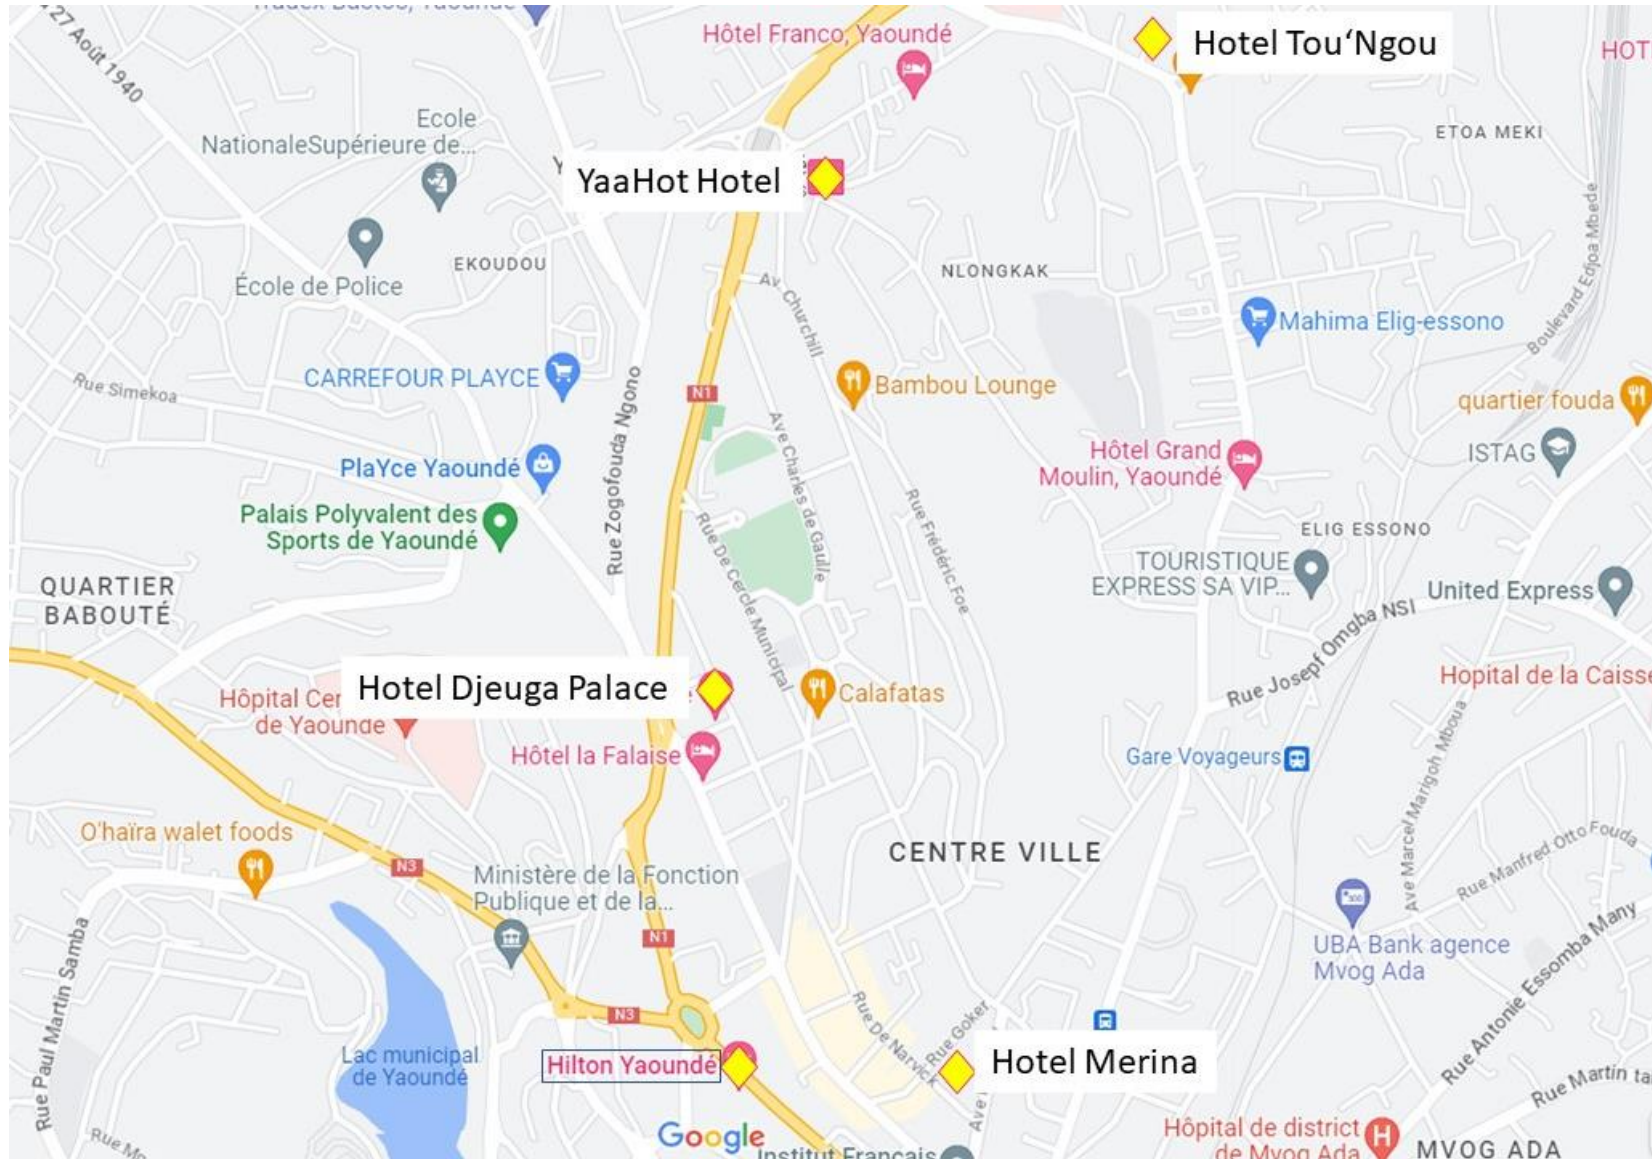 27 Août 1940
Hôtel Franco, Yaoundé
Hotel Tou‘Ngou
HOT
Ecole
NationaleSupérieure de...
ETOA MEKI
YaaHot Hotel
EKOUDOU
École de Police
NLONGKAK
Av. Churchill
Boulevard Edjoa Mbede
Mahima Elig-essono
CARREFOUR PLAYCE
Rue Simekoa
N1
Bambou Lounge
quartier fouda
Rue Zogofouda Ngono
Ave Charles de Gaulle
Hôtel Grand
Moulin, Yaoundé
ISTAG
PlaYce Yaoundé
Palais Polyvalent des
Sports de Yaoundé
Rue De Cercle Municipal
Rue Frédéric Foe
ELIG ESSONO
TOURISTIQUE
EXPRESS SA VIP...
United Express
QUARTIER
BABOUTÉ
Rue Josepf Omgba NSI
Hotel Djeuga Palace
Hôpital Cen
de Yaounde
Calafatas
Hopital de la Caisse
Hôtel la Falaise
Gare Voyageurs
Ave Marcel Marigoh Mboua
O'haïra walet foods
N3
CENTRE VILLE
Rue Manfred Otto Fouda
Ministère de la Fonction
Publique et de la...
Rue Paul Martin Samba
N1
UBA Bank agence
Mvog Ada
Rue Antonie Essomba Many
N3
Rue De Narvick
Rue Goker
Lac municipal
de Yaoundé
Hilton Yaoundé
Hotel Merina
Rue Martin ta
Ave
Google
Rue Mo
Institut Français
Hôpital de district
de Mvog Ada
MVOG ADA